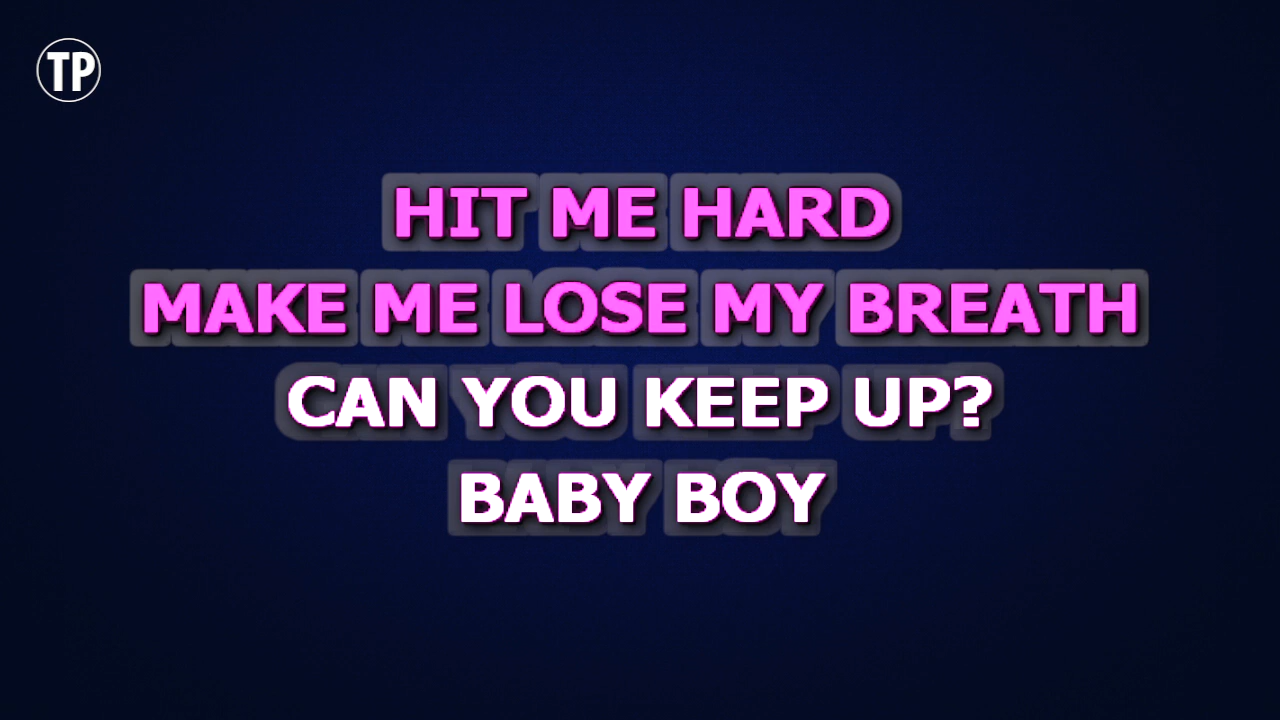 TP
HIT ME HARD
MAKE ME LOSE MY BREATH
CAN YOU KEEP UP?
BABY BOY